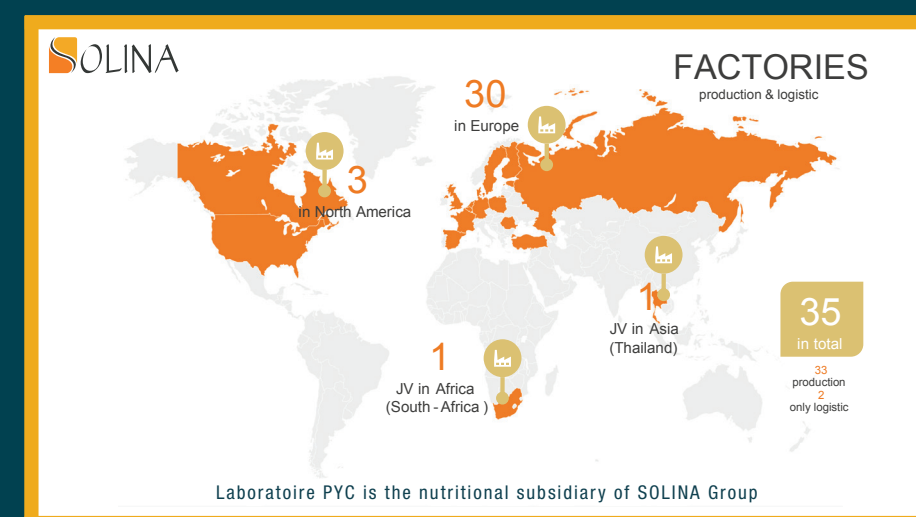 SOLINA
FACTORIES
production & logistic
30
in Europe
3
in North America
1
JV in Asia
(Thailand)
1
JV in Africa
(South - Africa )
35
in total
33
production
2
only logistic
Laboratoire PYC is the nutritional subsidiary of SOLINA Group